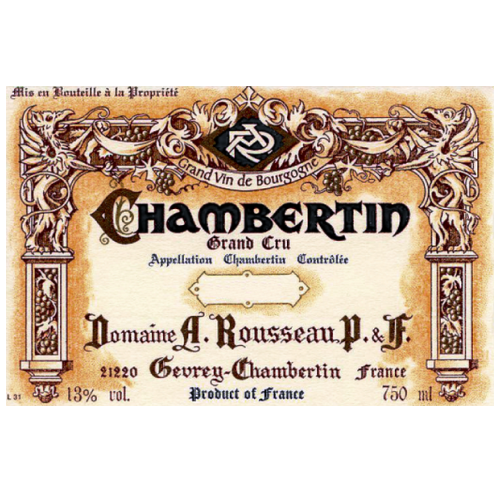 Mis en Bouteille à la Propriété
Grand Vin de Bourgogne
CHAMBERTIN
Grand Cru
Appellation Chambertin Contrôlée
Domaine A. Rousseau P. & F.
21220 Gevrey-Chambertin France
L 31 13% vol. Product of France 750 ml